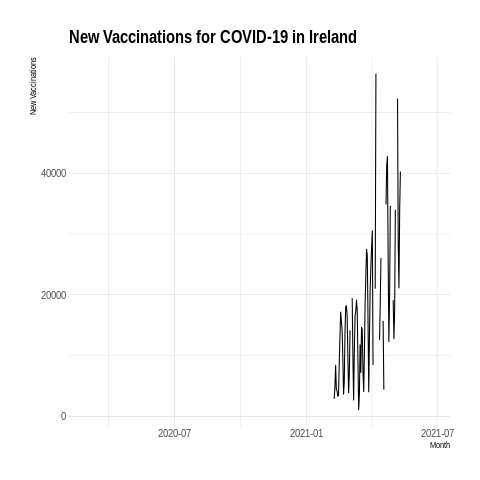 New Vaccinations for COVID-19 in Ireland
New Vaccinations
40000
20000
0
2020-07
2021-01
2021-07
Month